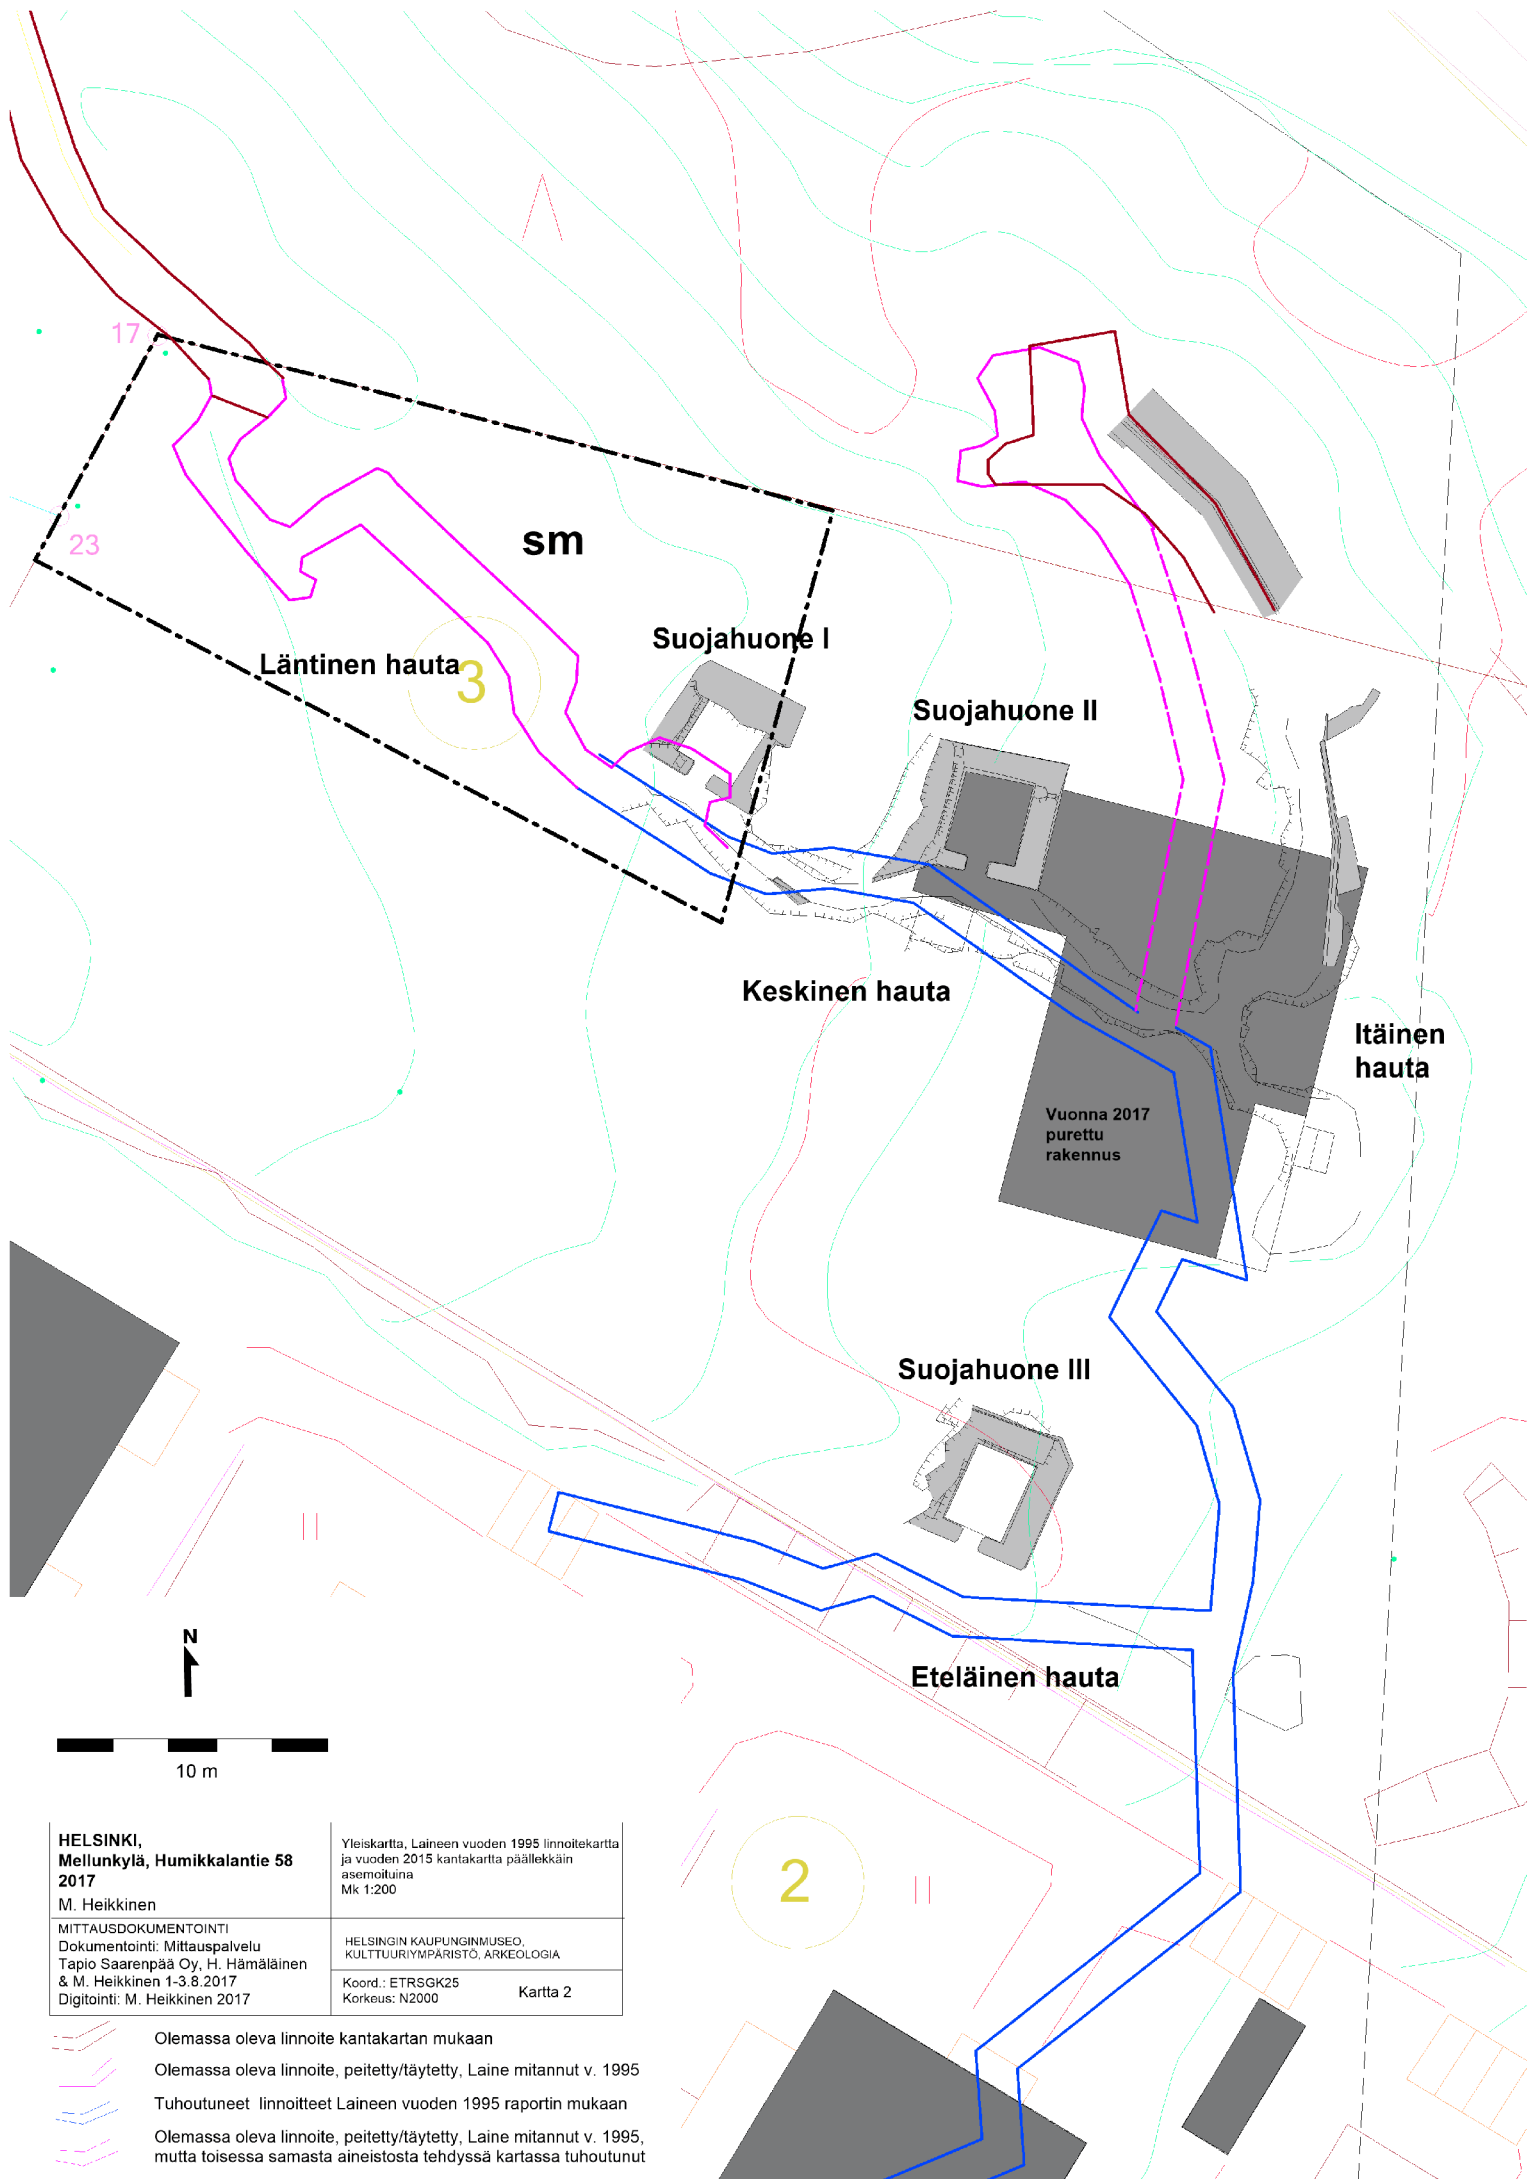 17
23
sm
Suojahuone I
Läntinen hauta
3
Suojahuone II
Keskinen hauta
Itäinen
hauta
Vuonna 2017
purettu
rakennus
Suojahuone III
Eteläinen hauta
N
10 m
2
HELSINKI,
Mellunkylä, Humikkalantie 58
2017
M. Heikkinen
Yleiskartta, Laineen vuoden 1995 linnoitekartta
ja vuoden 2015 kantakartta päällekkäin
asemoituina
Mk 1:200
MITTAUSDOKUMENTOINTI
Dokumentointi: Mittauspalvelu
Tapio Saarenpää Oy, H. Hämäläinen
& M. Heikkinen 1-3.8.2017
Digitointi: M. Heikkinen 2017
HELSINGIN KAUPUNGINMUSEO,
KULTTUURIYMPÄRISTÖ, ARKEOLOGIA
Koord.: ETRSGK25
Korkeus: N2000
Kartta 2
Olemassa oleva linnoite kantakartan mukaan
Olemassa oleva linnoite, peitetty/täytetty, Laine mitannut v. 1995
Tuhoutuneet linnoitteet Laineen vuoden 1995 raportin mukaan
Olemassa oleva linnoite, peitetty/täytetty, Laine mitannut v. 1995,
mutta toisessa samasta aineistosta tehdyssä kartassa tuhoutunut